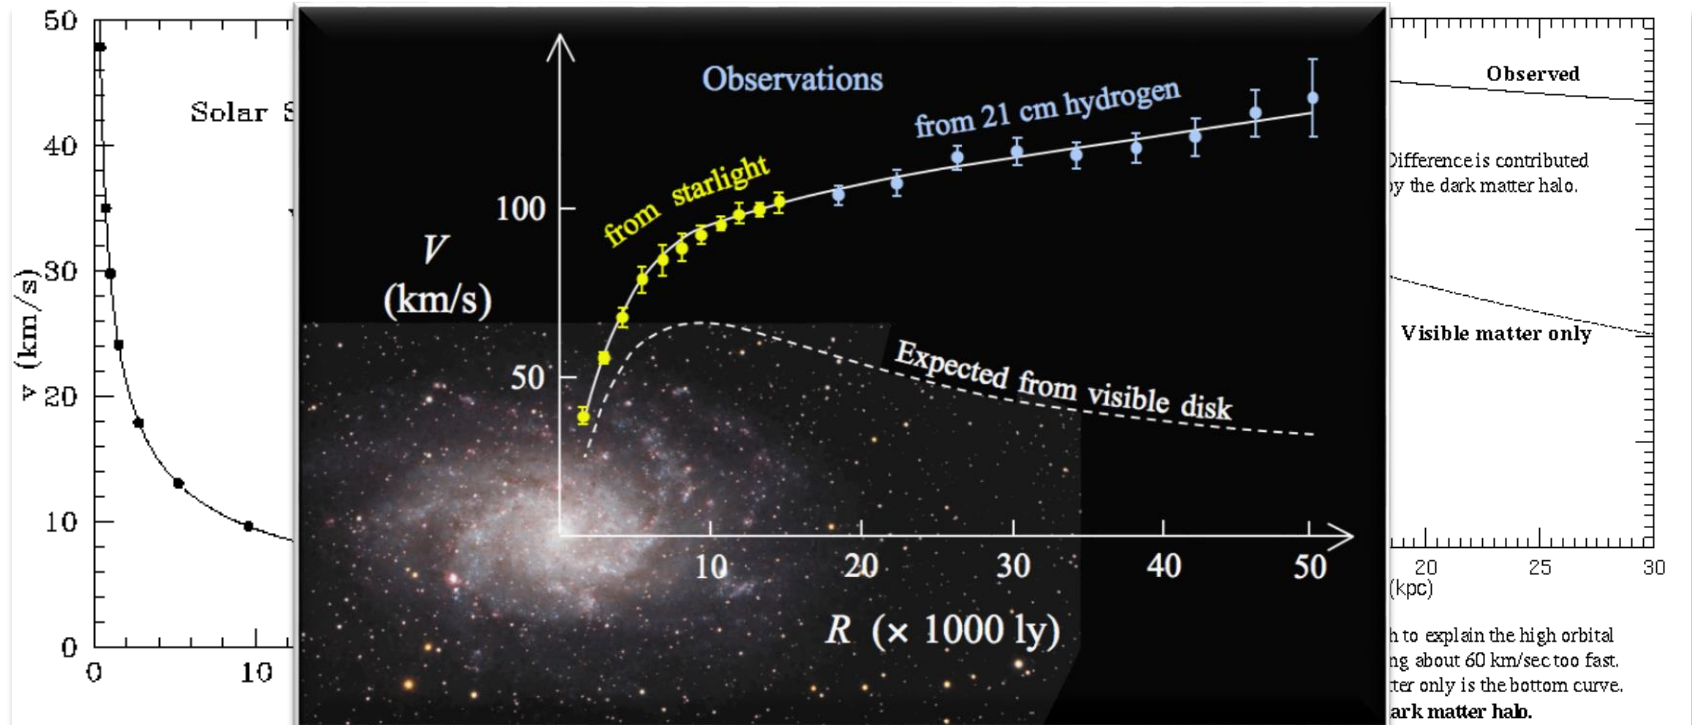 50
40
30
20
10
0
0
10
v (km/s)
Solar
Observations
from starlight
from 21 cm hydrogen
100
50
V
(km/s)
Expected from visible disk
10
20
30
40
50
R (× 1000 ly)
Observed
Difference is contributed
by the dark matter halo.
Visible matter only
20
25
30
(kpc)
to explain the high orbital
about 60 km/sec too fast.
only is the bottom curve.
dark matter halo.